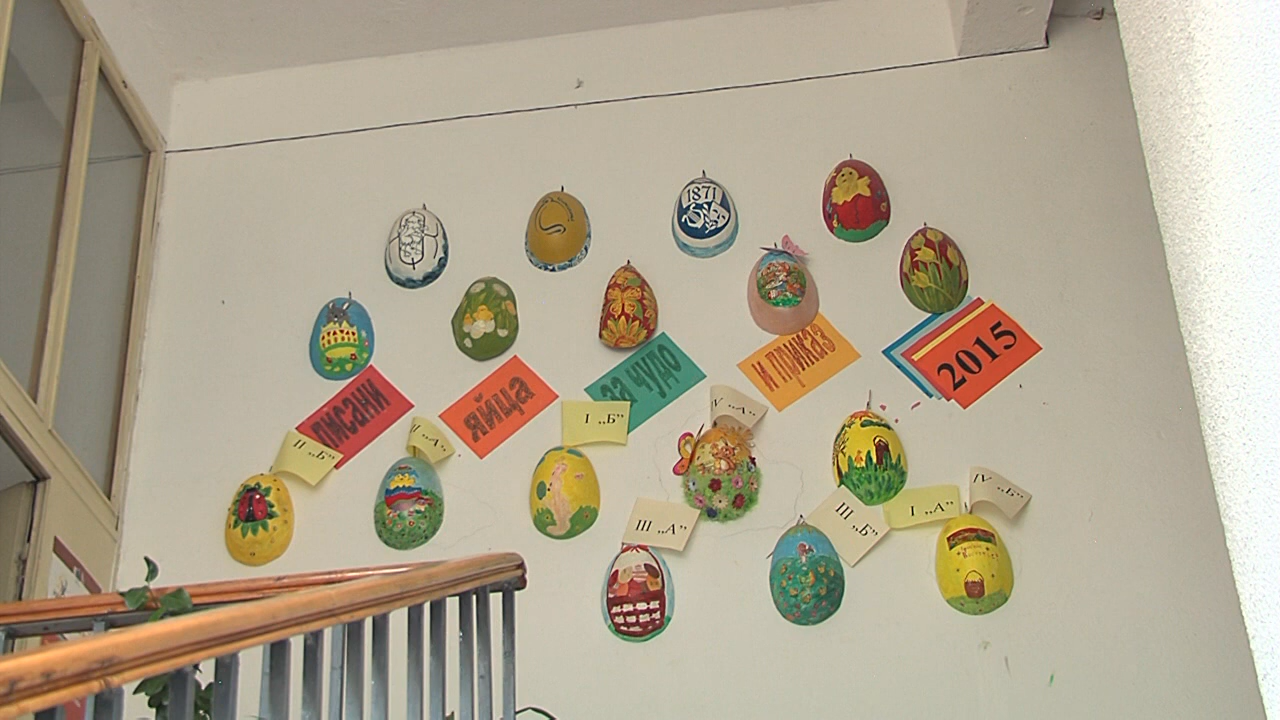 1871
ПИСАНИ
ЯЙЦА
ЗА ЧУДО
И ПРИКАЗ
2015
II „Б”
II „А”
I „Б”
IV „А”
III „А”
III „Б”
I „А”
IV „Б”